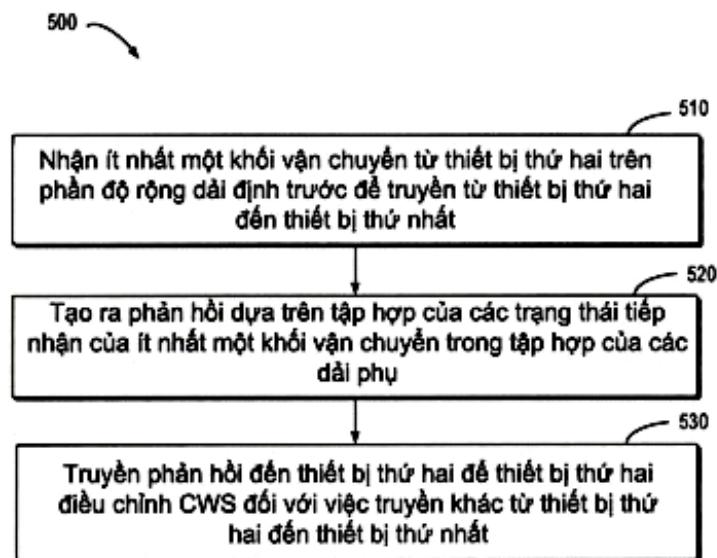 500
510
Nhận ít nhất một khối vận chuyển từ thiết bị thứ hai trên
phần độ rộng dải định trước để truyền từ thiết bị thứ hai
đến thiết bị thứ nhất
520
Tạo ra phản hồi dựa trên tập hợp của các trạng thái tiếp
nhận của ít nhất một khối vận chuyển trong tập hợp của các
dải phụ
530
Truyền phản hồi đến thiết bị thứ hai để thiết bị thứ hai
điều chỉnh CWS đối với việc truyền khác từ thiết bị thứ
hai đến thiết bị thứ nhất